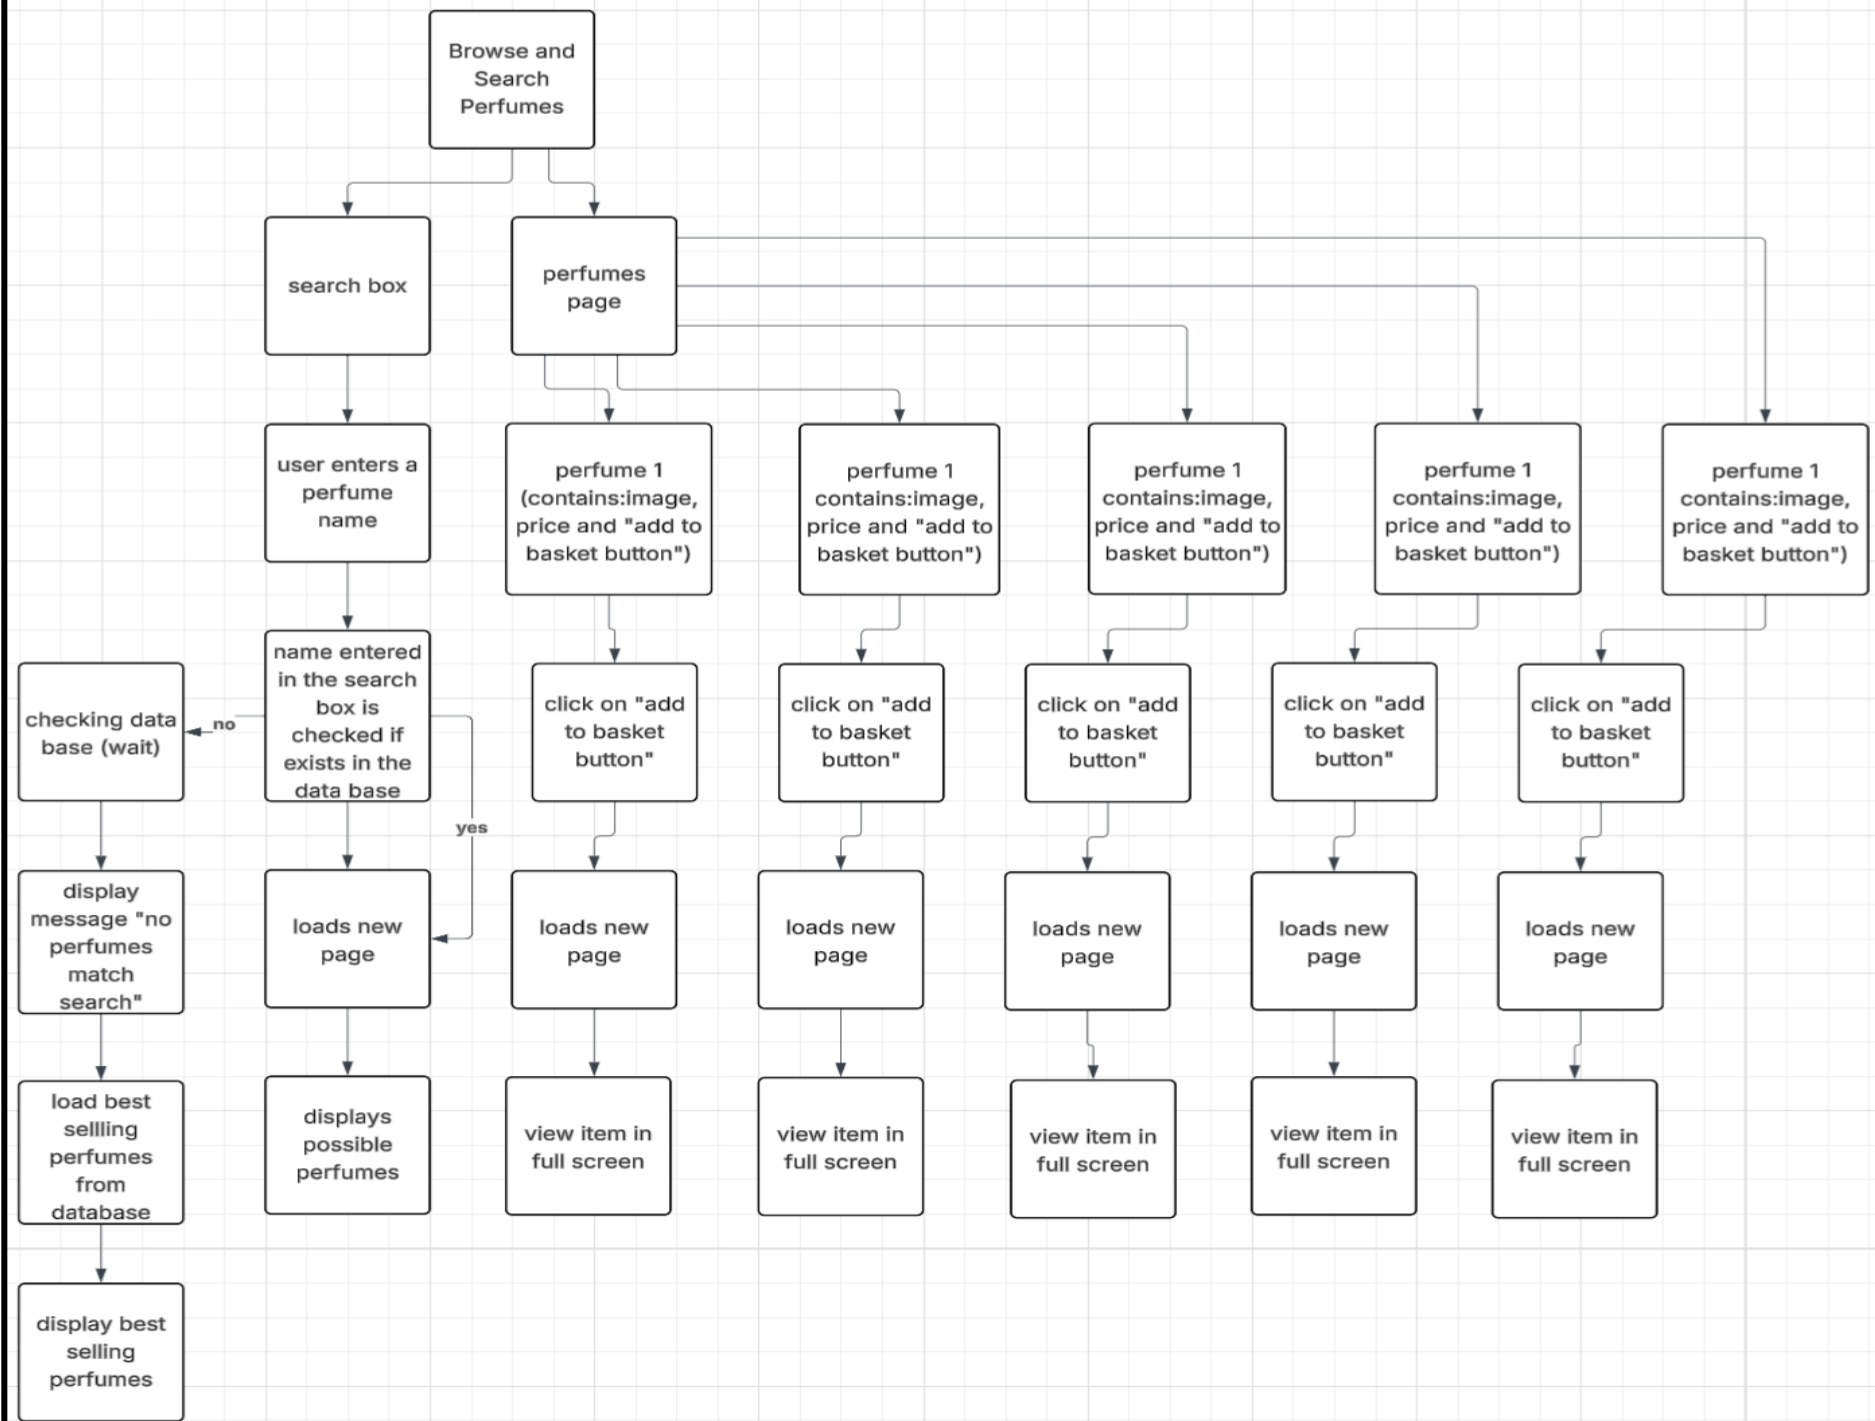 Browse and
Search
Perfumes
search box
perfumes
page
user enters a
perfume
name
perfume 1
(contains:image,
price and "add to
basket button")
perfume 1
contains:image,
price and "add to
basket button")
perfume 1
contains:image,
price and "add to
basket button")
perfume 1
contains:image,
price and "add to
basket button")
perfume 1
contains:image,
price and "add to
basket button")
checking data
base (wait)
no
name entered
in the search
box is
checked if
exists in the
data base
yes
click on "add
to basket
button"
click on "add
to basket
button"
click on "add
to basket
button"
click on "add
to basket
button"
click on "add
to basket
button"
display
message "no
perfumes
match
search"
loads new
page
loads new
page
loads new
page
loads new
page
loads new
page
loads new
page
load best
sellling
perfumes
from
database
displays
possible
perfumes
view item in
full screen
view item in
full screen
view item in
full screen
view item in
full screen
view item in
full screen
display best
selling
perfumes